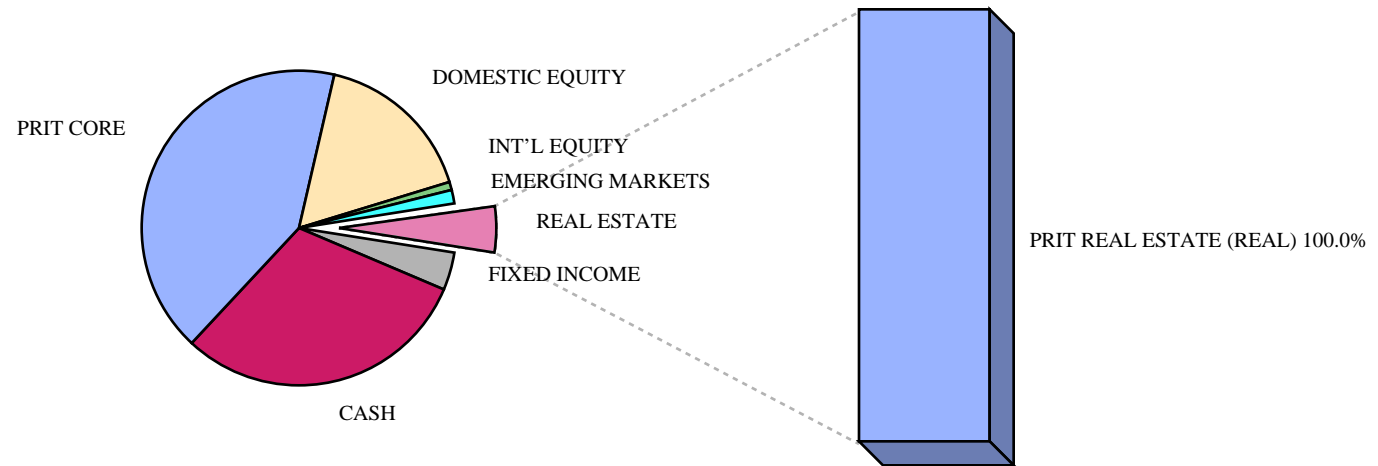 DOMESTIC EQUITY
PRIT CORE
INT'L EQUITY
EMERGING MARKETS
REAL ESTATE
PRIT REAL ESTATE (REAL) 100.0%
FIXED INCOME
CASH